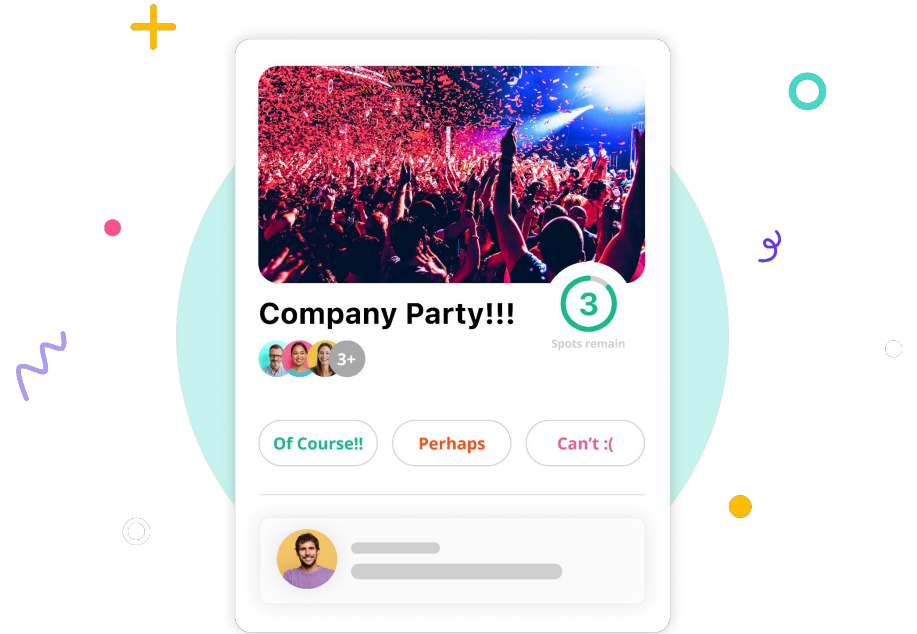 Company Party!!!
3
Spots remain
3+
Of Course!!
Perhaps
Can't :(